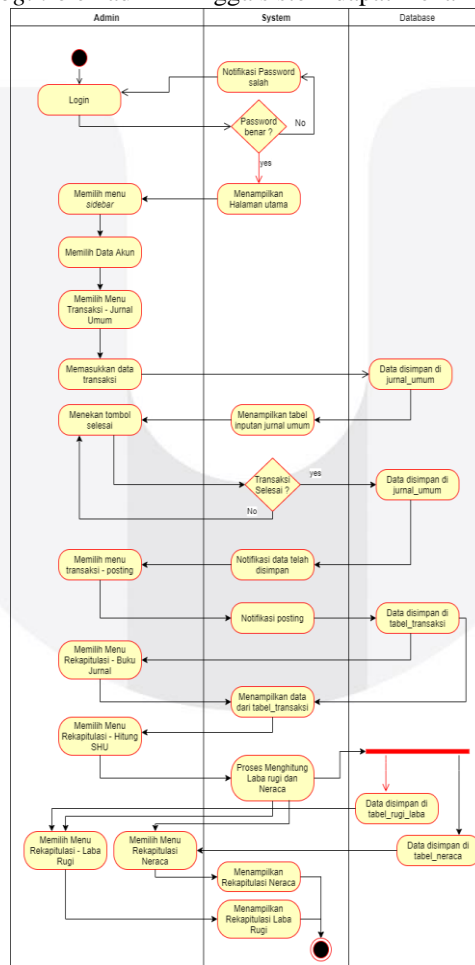 Admin
System
Database
Notifikasi Password
salah
Login
Password
benar ?
No
yes
Memilih menu
sidebar
Menampilkan
Halaman utama
Memilih Data Akun
Memilih Menu
Transaksi - Jurnal
Umum
Memasukkan data
transaksi
Data disimpan di
jurnal_umum
Menekan tombol
selesai
Menampilkan tabel
inputan jurnal umum
Transaksi
Selesai ?
yes
Data disimpan di
jurnal_umum
No
Memilih menu
transaksi - posting
Notifikasi data telah
disimpan
Notifikasi posting
Data disimpan di
tabel_transaksi
Memilih Menu
Rekapitulasi - Buku
Jurnal
Menampilkan data
dari tabel_transaksi
Memilih Menu
Rekapitulasi - Hitung
SHU
Proses Menghitung
Laba rugi dan
Neraca
Data disimpan di
tabel_rugi_laba
Memilih Menu
Rekapitulasi - Laba
Rugi
Memilih Menu
Rekapitulasi
Neraca
Data disimpan di
tabel_neraca
Menampilkan
Rekapitulasi Neraca
Menampilkan
Rekapitulasi Laba
Rugi